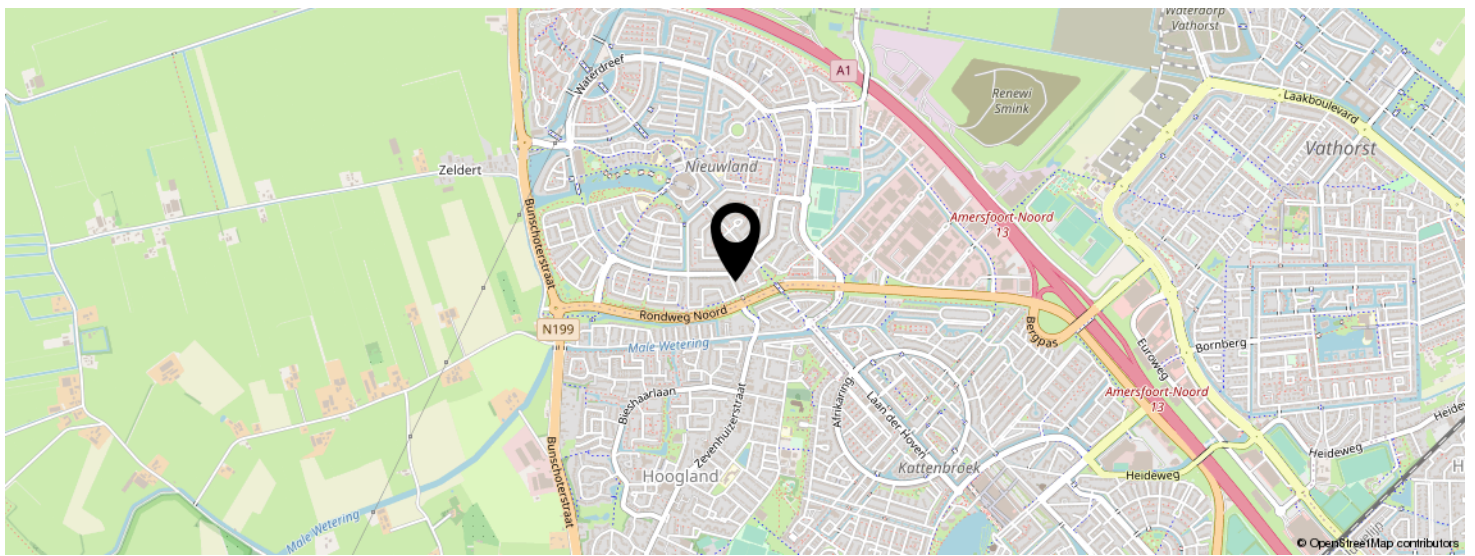 Waterdorp
Vathorst
Waterdreef
A1
Renewi
Smink
Laakboulevard
Vathorst
Nieuwland
Zeldert
Bunschoterstraat
Amersfoort-Noord
13
Rondweg Noord
N199
Male Wetering
Bergpas
Euroweg
Bornberg
Bieshaarlaan
Zevenhuizerstraat
Afrikaring
Laan der Hoven
Amersfoort-Noord
13
Bunschoterstraat
Hoogland
Kattenbroek
Heideweg
Heideweg
Male Wetering
© OpenStreetMap contributors